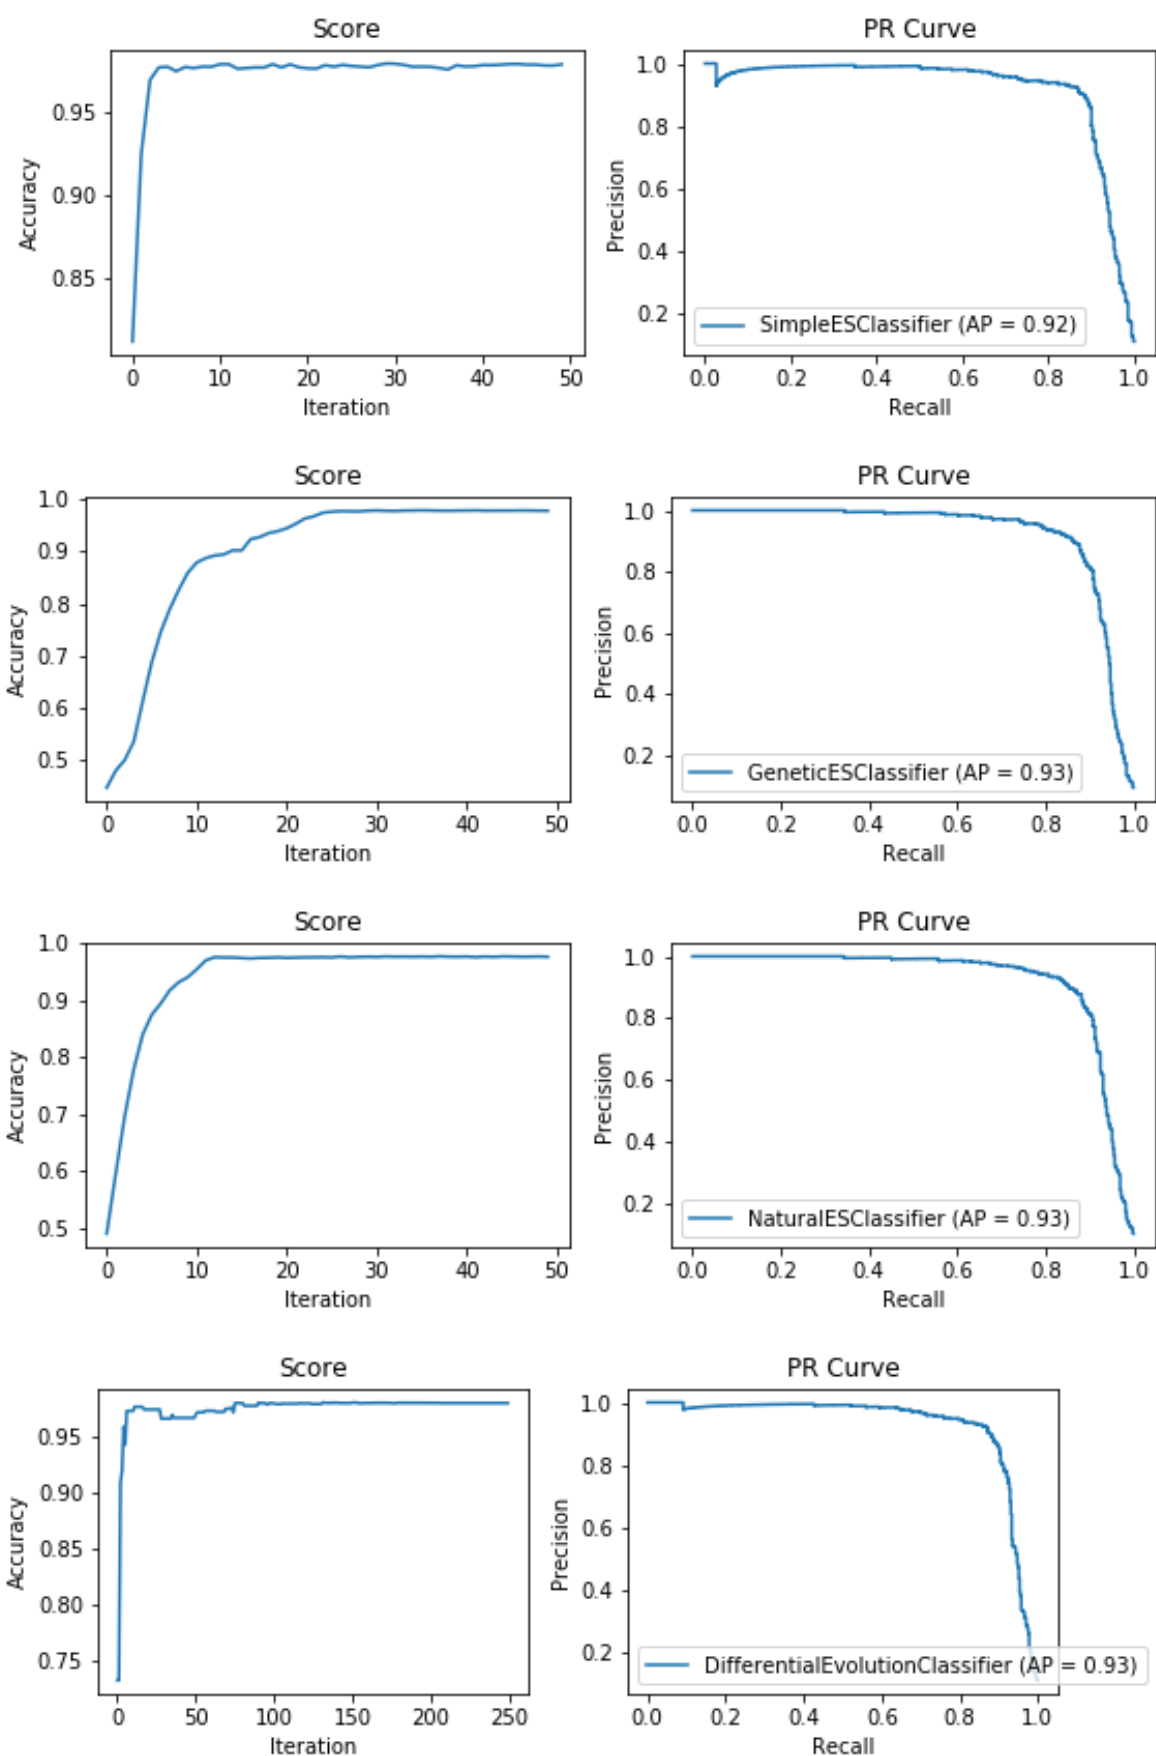 Score
PR Curve
Accuracy
0.95
0.90
0.85
0 10 20 30 40 50
Iteration
Precision
1.0
0.8
0.6
0.4
0.2
SimpleESClassifier (AP = 0.92)
0.0 0.2 0.4 0.6 0.8 1.0
Recall
Score
PR Curve
Accuracy
1.0
0.9
0.8
0.7
0.6
0.5
0 10 20 30 40 50
Iteration
Precision
1.0
0.8
0.6
0.4
0.2
GeneticESClassifier (AP = 0.93)
0.0 0.2 0.4 0.6 0.8 1.0
Recall
Score
PR Curve
Accuracy
1.0
0.9
0.8
0.7
0.6
0.5
0 10 20 30 40 50
Iteration
Precision
1.0
0.8
0.6
0.4
0.2
NaturalESClassifier (AP = 0.93)
0.0 0.2 0.4 0.6 0.8 1.0
Recall
Score
PR Curve
Accuracy
0.95
0.90
0.85
0.80
0.75
0 50 100 150 200 250
Iteration
Precision
1.0
0.8
0.6
0.4
0.2
DifferentialEvolutionClassifier (AP = 0.93)
0.0 0.2 0.4 0.6 0.8 1.0
Recall